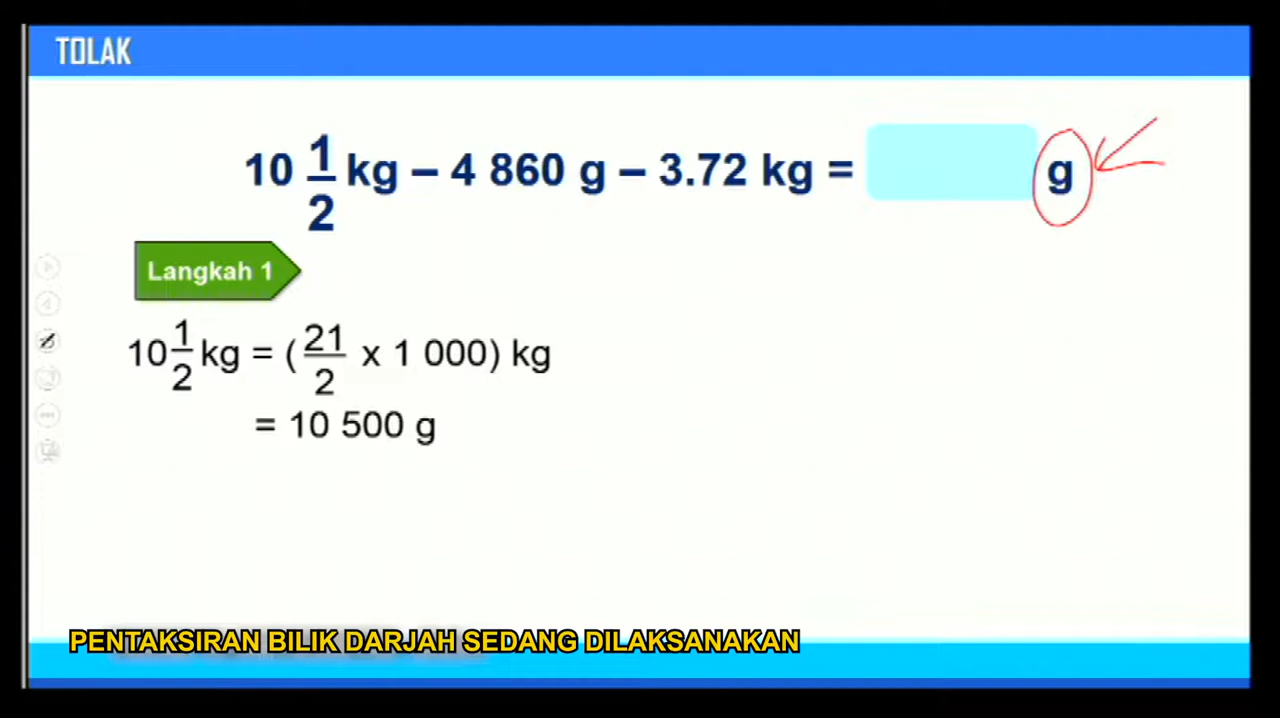 TOLAK
10 1/2 kg – 4 860 g – 3.72 kg = g
Langkah 1
10 1/2 kg = ( 21/2 x 1 000) kg
= 10 500 g
PENTAKSIRAN BILIK DARJAH SEDANG DILAKSANAKAN